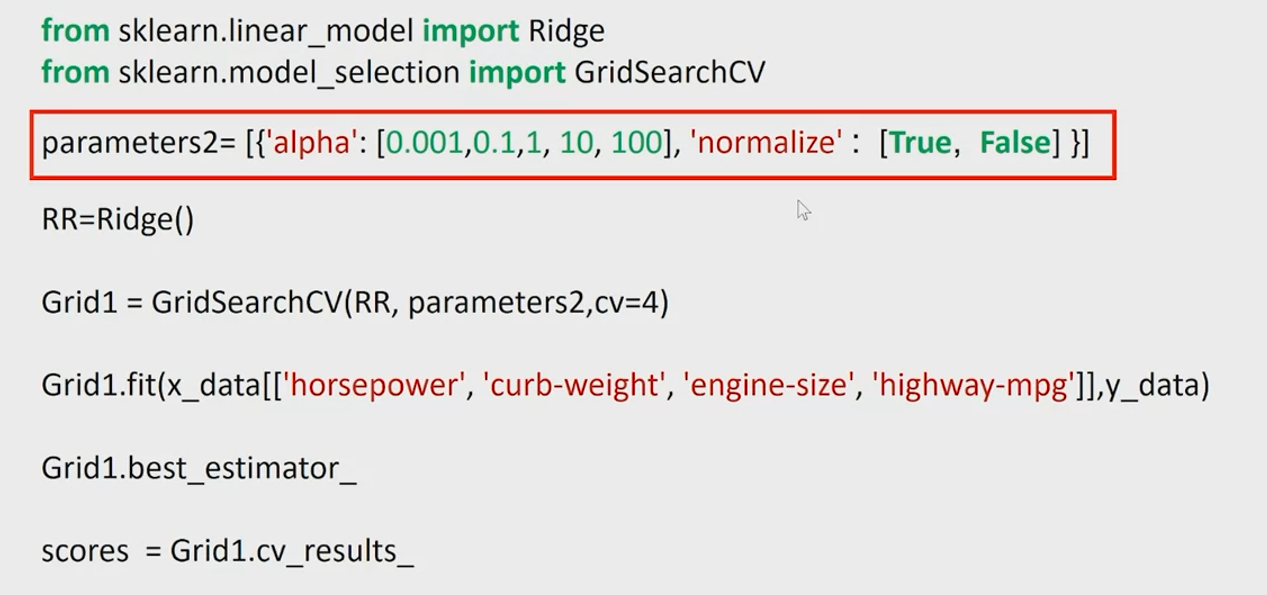 from sklearn.linear_model import Ridge
from sklearn.model_selection import GridSearchCV
parameters2= [{'alpha': [0.001,0.1,1, 10, 100], 'normalize' : [True, False] }]
RR=Ridge()
Grid1 = GridSearchCV(RR, parameters2,cv=4)
Grid1.fit(x_data[['horsepower', 'curb-weight', 'engine-size', 'highway-mpg']],y_data)
Grid1.best_estimator_
scores = Grid1.cv_results_